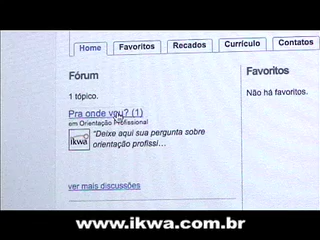 Home
Favoritos
Recados
Currículo
Contatos
Fórum
1 tópico.
Pra onde vou? (1)
em Orientação Profissional
ikwa
"Deixe aqui sua pergunta sobre
orientação profissi...
ver mais discussões
Favoritos
Não há favoritos.
www.ikwa.com.br